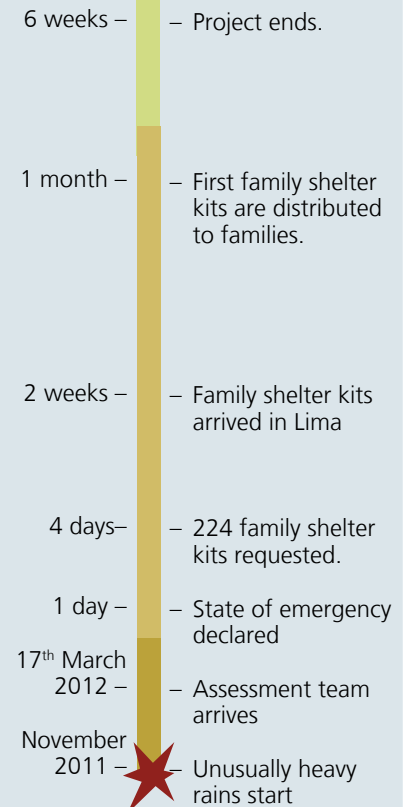 6 weeks – – Project ends.
1 month – – First family shelter
kits are distributed
to families.
2 weeks – – Family shelter kits
arrived in Lima
4 days– – 224 family shelter
kits requested.
1 day – – State of emergency
declared
17th March
2012 – – Assessment team
arrives
November
2011 – – Unusually heavy
rains start